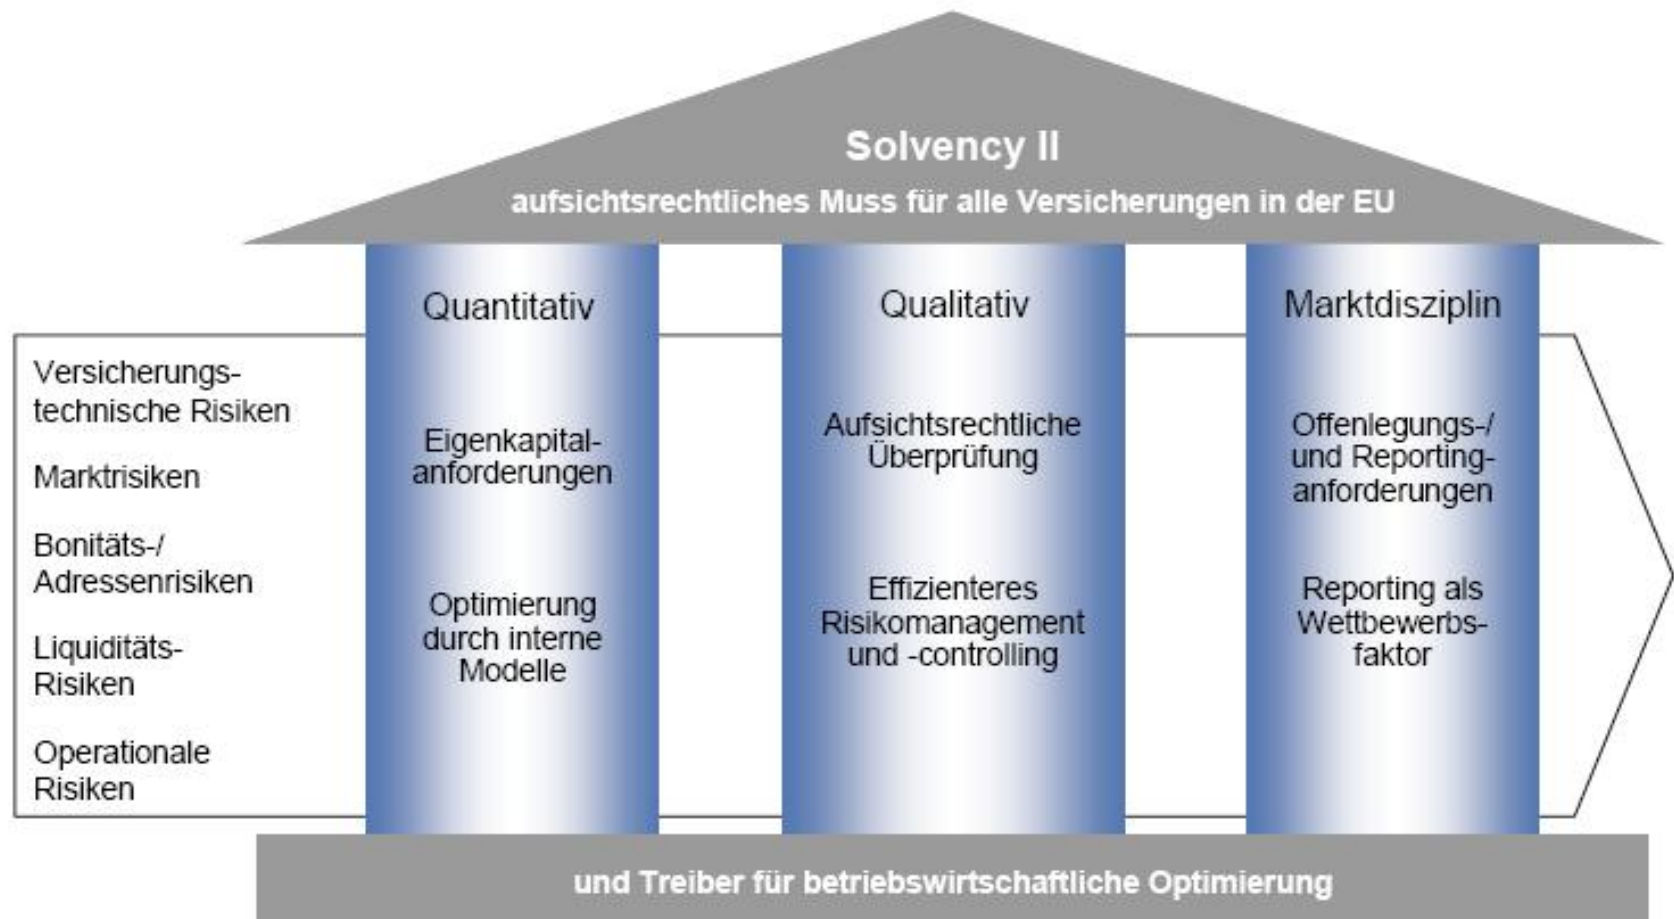 Solvency II
aufsichtsrechtliches Muss für alle Versicherungen in der EU
Versicherungs-
technische Risiken
Marktrisiken
Bonitäts-/
Adressenrisiken
Liquiditäts-
Risiken
Operationale
Risiken
Quantitativ
Eigenkapital-
anforderungen
Optimierung
durch interne
Modelle
Qualitativ
Aufsichtsrechtliche
Überprüfung
Effizienteres
Risikomanagement
und -controlling
Marktdisziplin
Offenlegungs-/
und Reporting-
anforderungen
Reporting als
Wettbewerbs-
faktor
und Treiber für betriebswirtschaftliche Optimierung